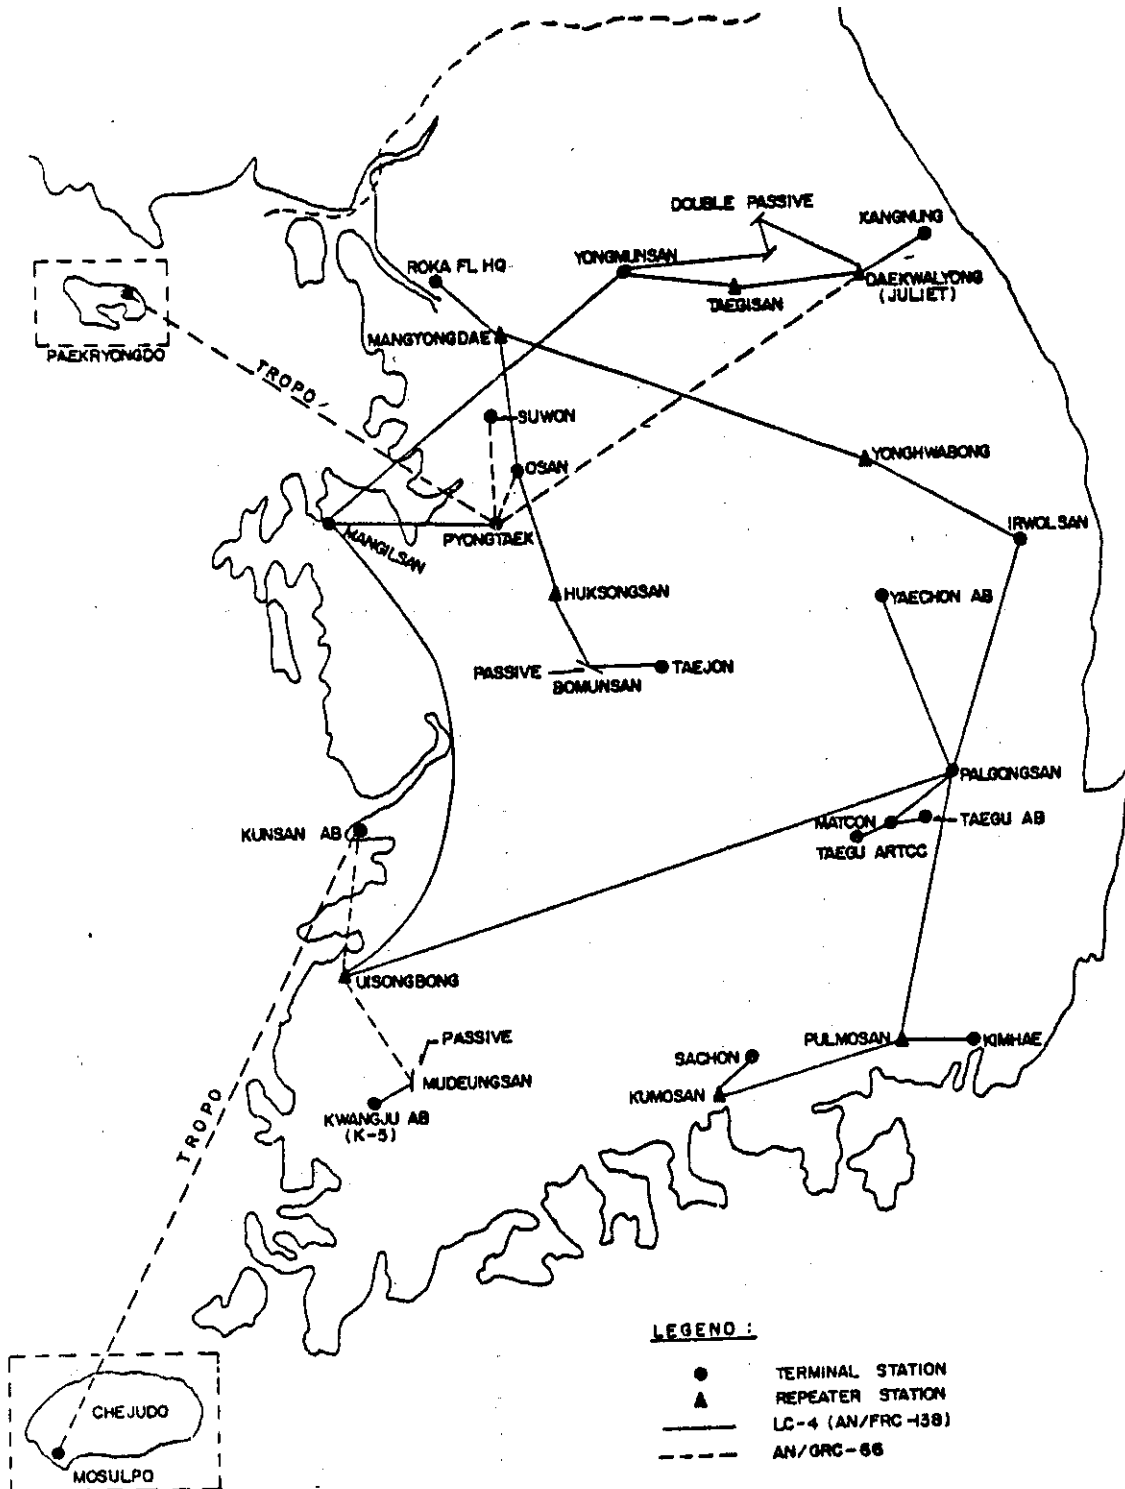 DOUBLE PASSIVE
KANGNUNG
YONGMUNSAN
ROKA FL HQ
DAEKWALYONG
(JULIET)
TAEGISAN
MANGYONGDAE
PAEKRYONGDO
TROPO
SUWON
YONGHWABONG
OSAN
IRWOLSAN
MANGILSAN
PYONGTAEK
HUKSONGSAN
YAECHON AB
PASSIVE
TAEJON
BOMUNSAN
PALGONGSAN
MATCON
TAEGU AB
KUNSAN AB
TAEGU ARTCC
UISONGBONG
PASSIVE
PULMOSAN
KIMHAE
SACHON
MUDEUNGSAN
KUMOSAN
KWANGJU AB
(K-5)
TROPO
LEGEND :
TERMINAL STATION
REPEATER STATION
LC-4 (AN/FRC-138)
AN/GRC-66
CHEJUDO
MOSULPO